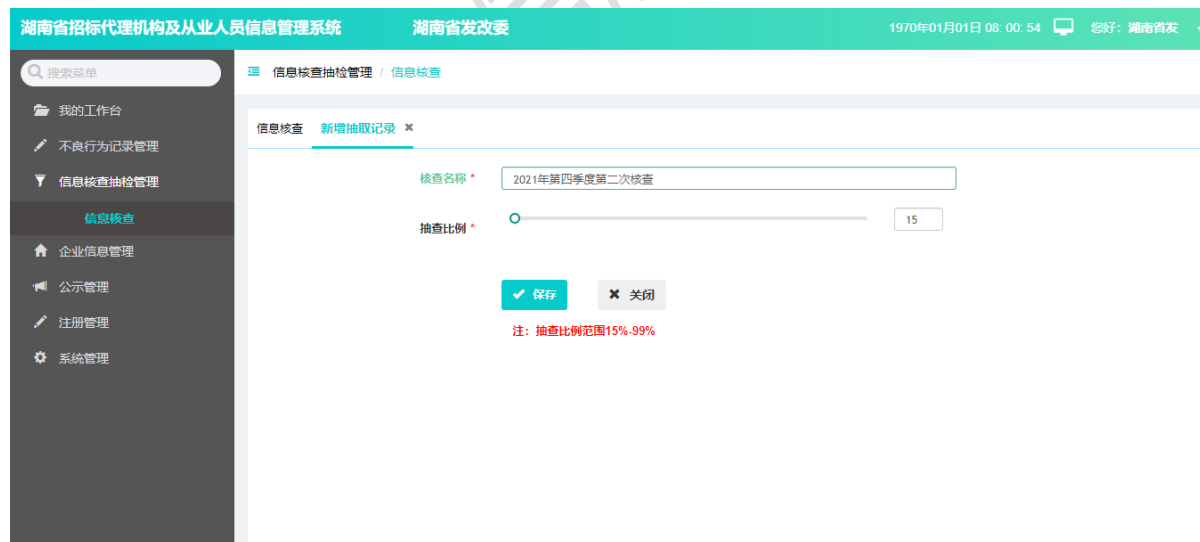 湖南省招标代理机构及从业人员信息管理系统 湖南省发改委 1970年01月01日 08:00:54 您好：湖南省发
搜索菜单
信息核查抽检管理 / 信息核查
我的工作台
不良行为记录管理
信息核查抽检管理
信息核查
企业信息管理
公示管理
注册管理
系统管理
信息核查 新增抽取记录 ✖
核查名称 * 2021年第四季度第二次核查
抽查比例 * 15
✔ 保存 ✖ 关闭
注：抽查比例范围15%-99%